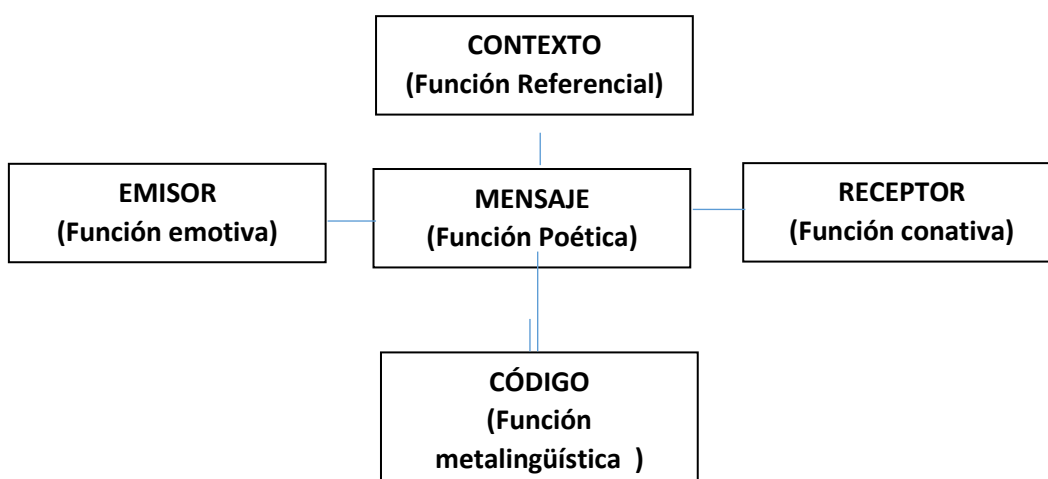 CONTEXTO
(Función Referencial)
EMISOR
(Función emotiva)
MENSAJE
(Función Poética)
RECEPTOR
(Función conativa)
CÓDIGO
(Función
metalingüística )